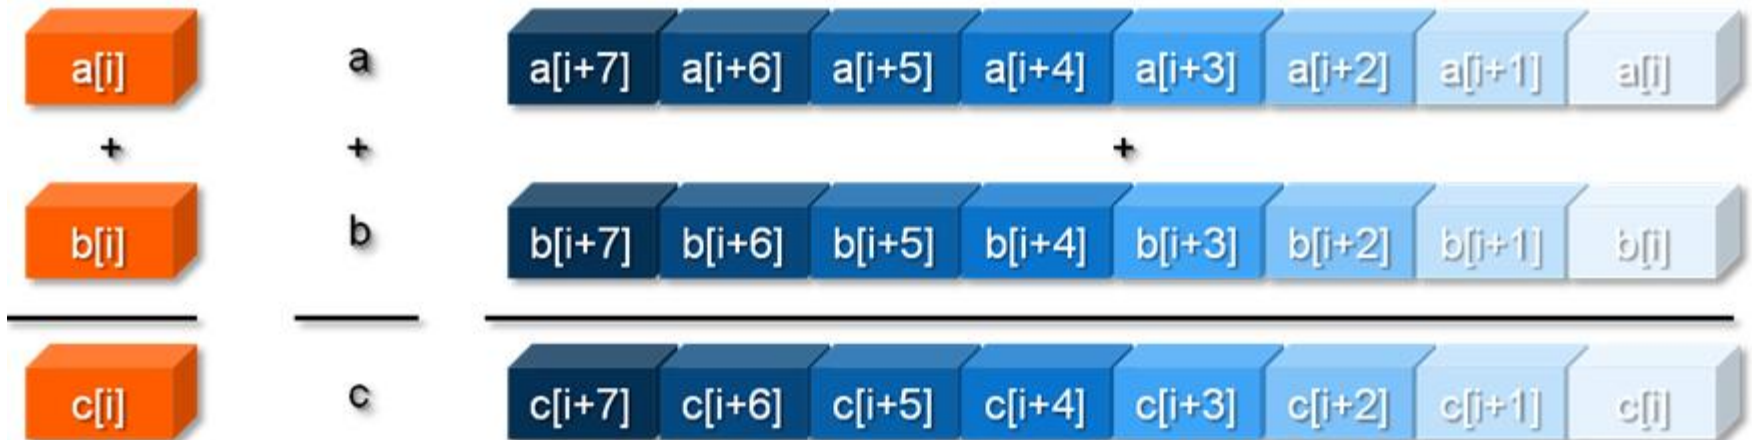 a[i] a a[i+7] a[i+6] a[i+5] a[i+4] a[i+3] a[i+2] a[i+1] a[i]
+ + +
b[i] b b[i+7] b[i+6] b[i+5] b[i+4] b[i+3] b[i+2] b[i+1] b[i]
c[i] c c[i+7] c[i+6] c[i+5] c[i+4] c[i+3] c[i+2] c[i+1] c[i]